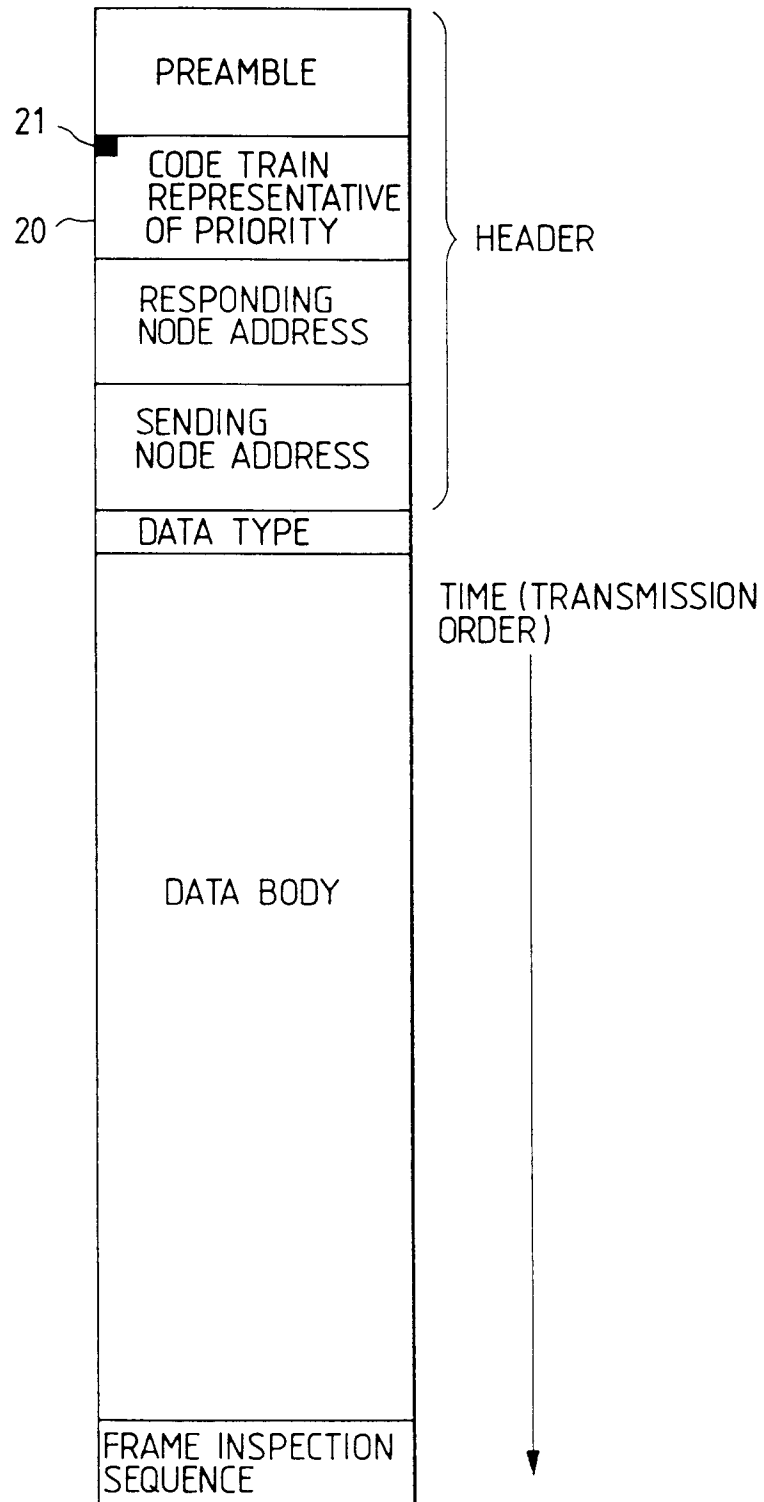 PREAMBLE
21
CODE TRAIN
REPRESENTATIVE
OF PRIORITY
20
HEADER
RESPONDING
NODE ADDRESS
SENDING
NODE ADDRESS
DATA TYPE
TIME (TRANSMISSION
ORDER)
DATA BODY
FRAME INSPECTION
SEQUENCE